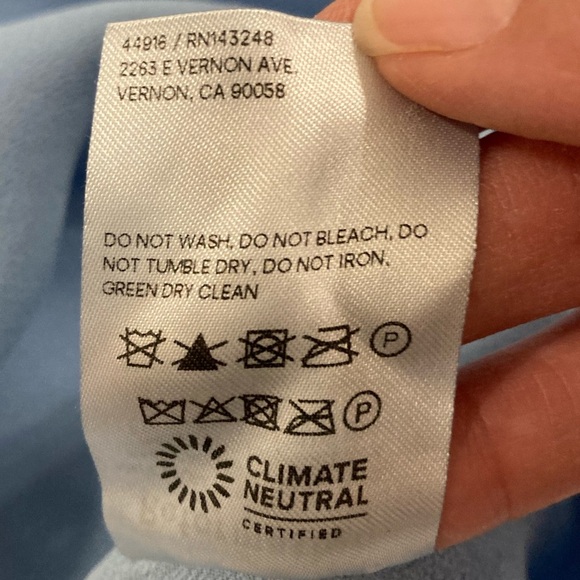 44916 / RN143248
2263 E VERNON AVE.
VERNON, CA 90058
DO NOT WASH, DO NOT BLEACH, DO
NOT TUMBLE DRY, DO NOT IRON,
GREEN DRY CLEAN
P
P
CLIMATE
NEUTRAL
CERTIFIED